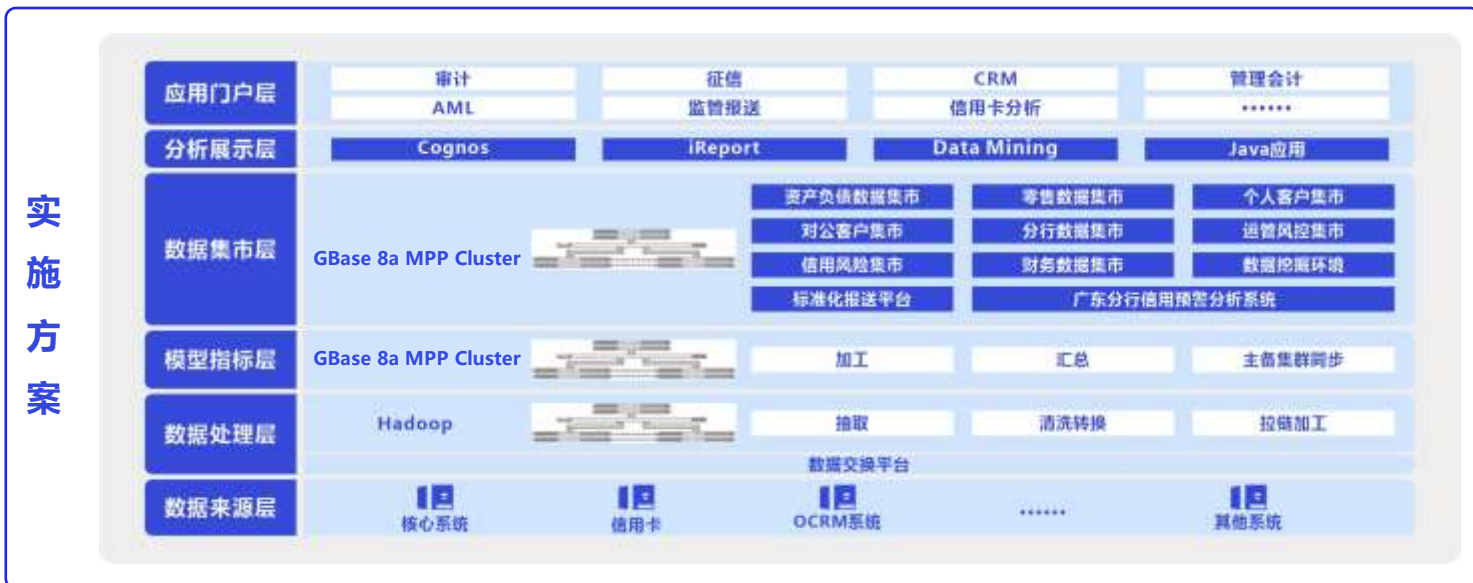 实施方案
应用门户层
审计 征信 CRM 管理会计
AML 监管报送 信用卡分析 ••••••
分析展示层
Cognos iReport Data Mining Java应用
数据集市层
GBase 8a MPP Cluster
资产负债数据集市 零售数据集市 个人客户集市
对公客户集市 分行数据集市 运管风控集市
信用风险集市 财务数据集市 数据挖掘环境
标准化报送平台 广东分行信用预警分析系统
模型指标层
GBase 8a MPP Cluster
加工 汇总 主备集群同步
数据处理层
Hadoop
抽取 清洗转换 拉链加工
数据交换平台
数据来源层
核心系统 信用卡 OCRM系统 •••••• 其他系统